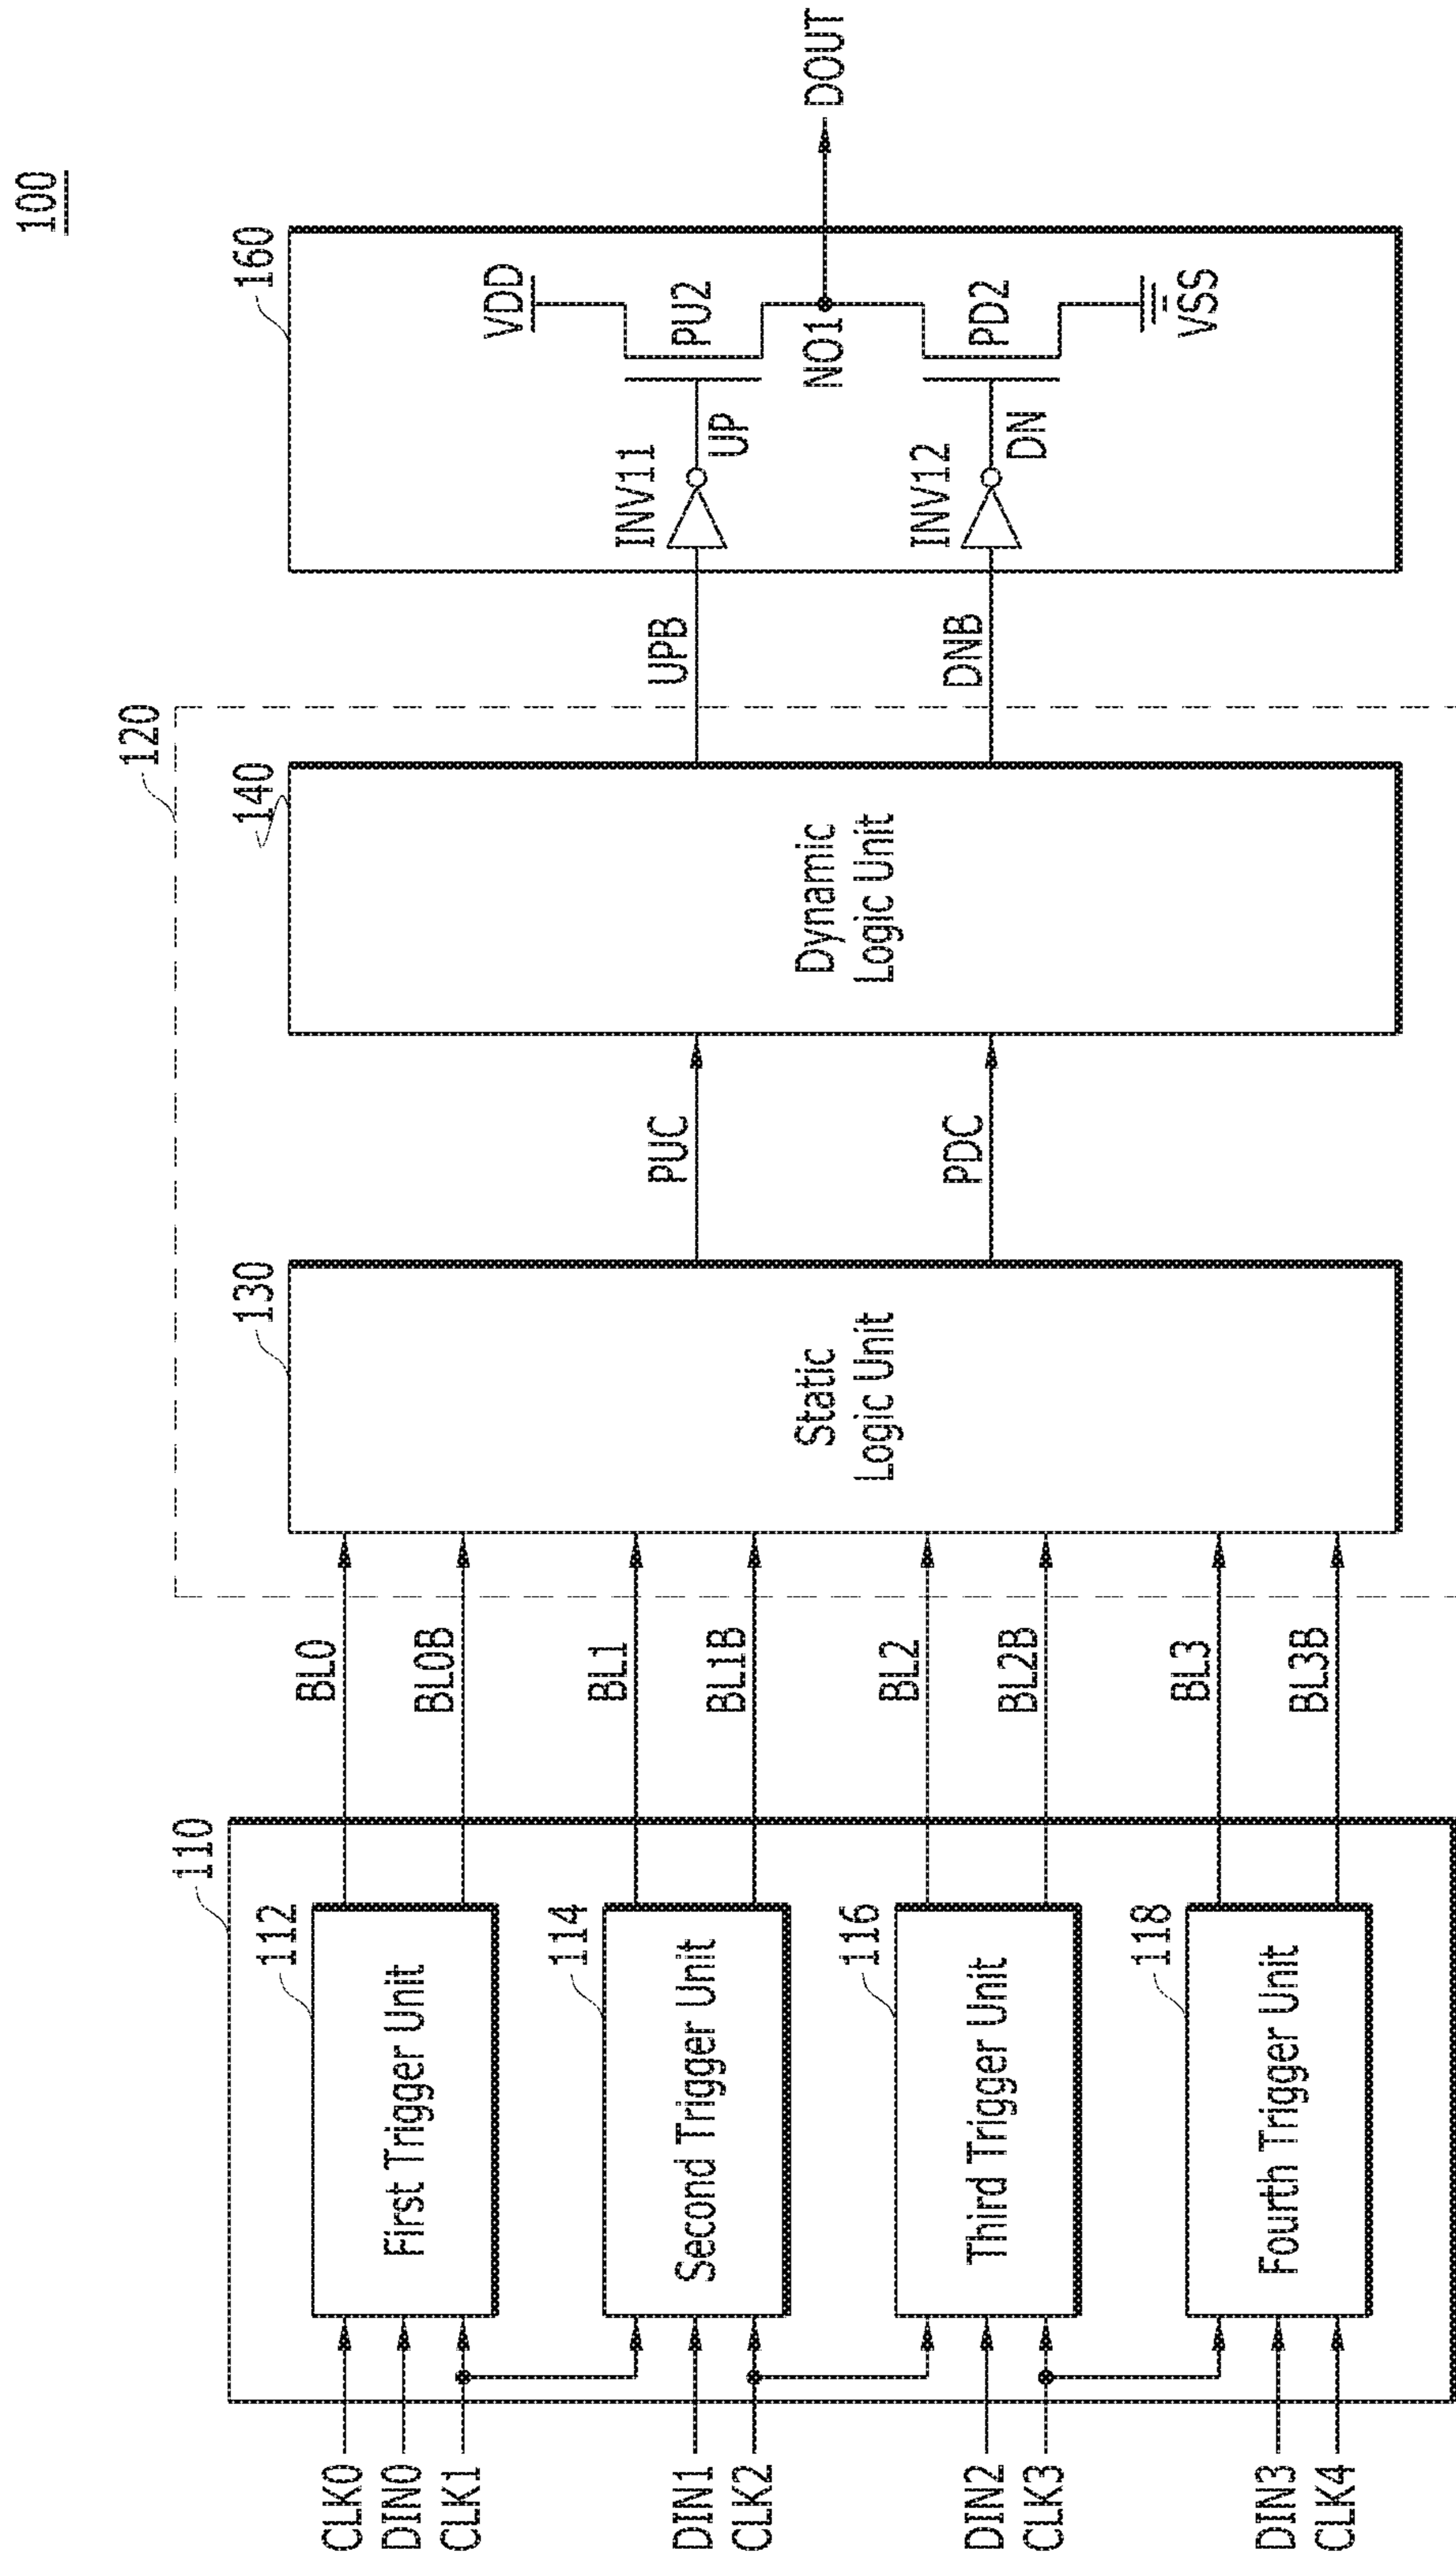 100
110
112
First Trigger Unit
CLK0
DIN0
CLK1
BL0
BL0B
114
Second Trigger Unit
DIN1
CLK2
BL1
BL1B
116
Third Trigger Unit
DIN2
CLK3
BL2
BL2B
118
Fourth Trigger Unit
DIN3
CLK4
BL3
BL3B
120
130
Static
Logic Unit
PUC
PDC
140
Dynamic
Logic Unit
UPB
DNB
160
VDD
INV11
UP
PU2
NO1
DOUT
INV12
DN
PD2
VSS